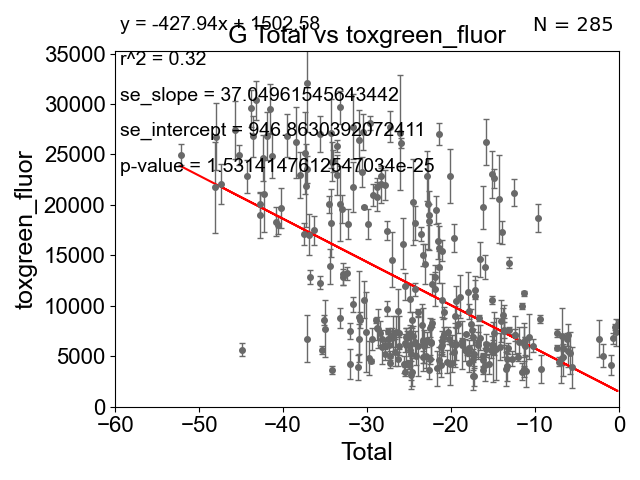 y = -427.94x + 1502.58
N = 285
G Total vs toxgreen_fluor
r^2 = 0.32
se_slope = 37.04961545643442
se_intercept = 946.8630392072411
p-value = 1.5314147612547034e-25
35000
30000
25000
20000
15000
10000
5000
0
toxgreen_fluor
−60
−50
−40
−30
−20
−10
0
Total